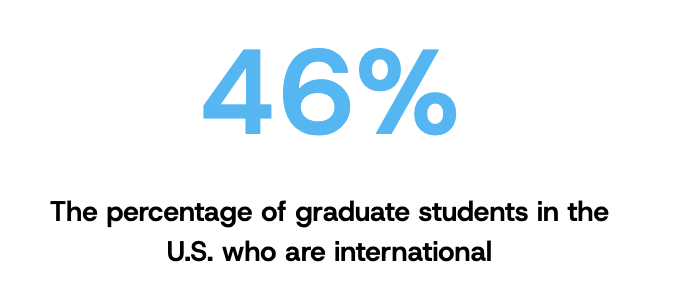 46%
The percentage of graduate students in the
U.S. who are international